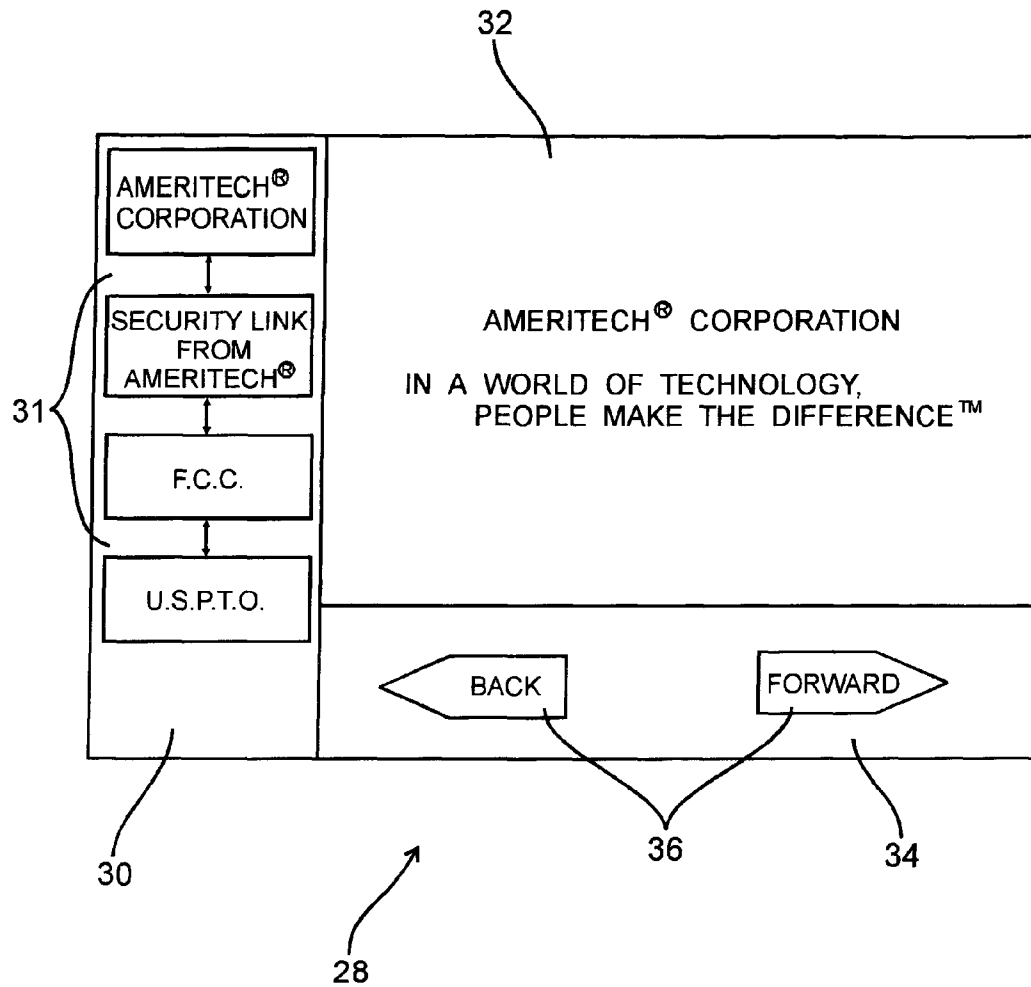 32
AMERITECH®
CORPORATION
SECURITY LINK
FROM
AMERITECH®
31
F.C.C.
U.S.P.T.O.
AMERITECH® CORPORATION
IN A WORLD OF TECHNOLOGY,
PEOPLE MAKE THE DIFFERENCE™
BACK
FORWARD
30
36
34
28